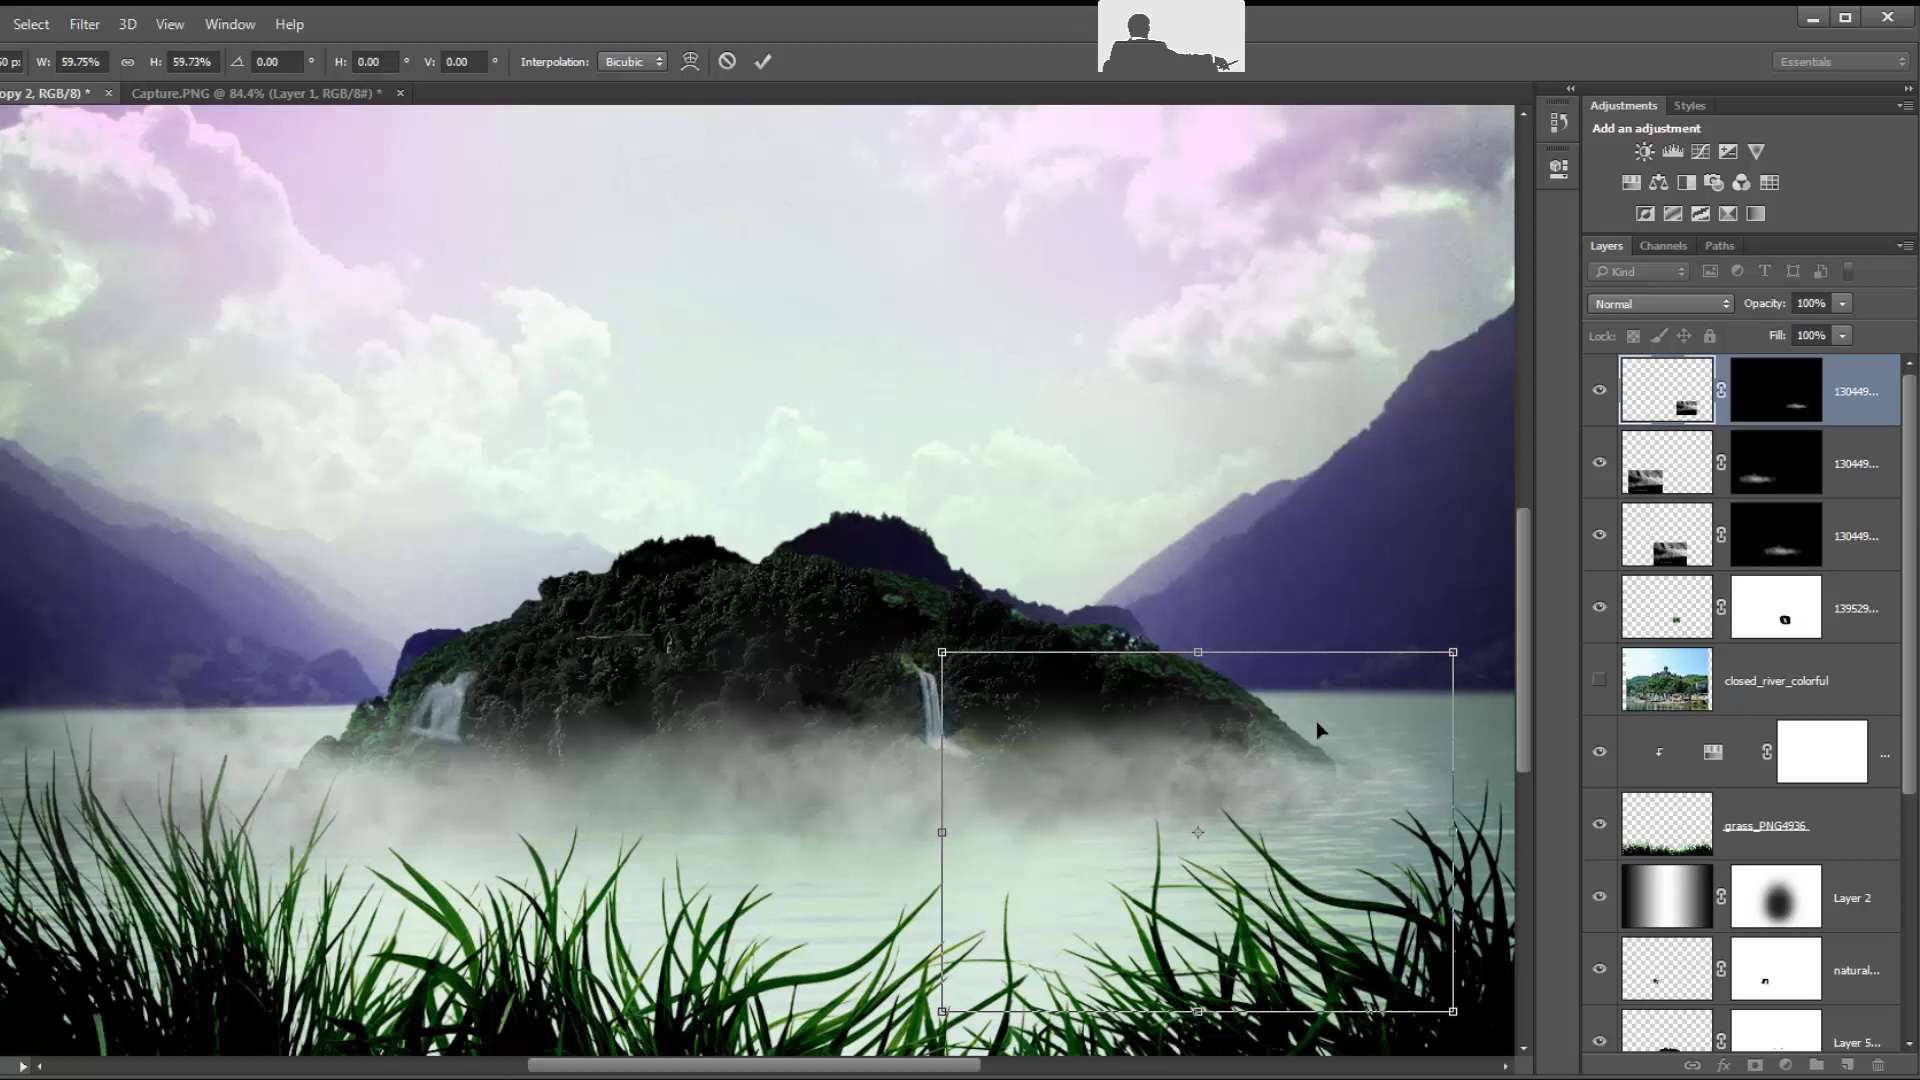 Select Filter 3D View Window Help
W: 59.75% H: 59.73% 0.00 ° H: 0.00 ° V: 0.00 ° Interpolation: Bicubic
Essentials
opy 2, RGB/8) * × Capture.PNG @ 84.4% (Layer 1, RGB/8#) * ×
Adjustments Styles
Add an adjustment
Layers Channels Paths
Kind
Normal Opacity: 100%
Lock: Fill: 100%
130449...
130449...
130449...
139529...
closed_river_colorful
...
grass_PNG4936
Layer 2
natural...
Layer 5...
fx